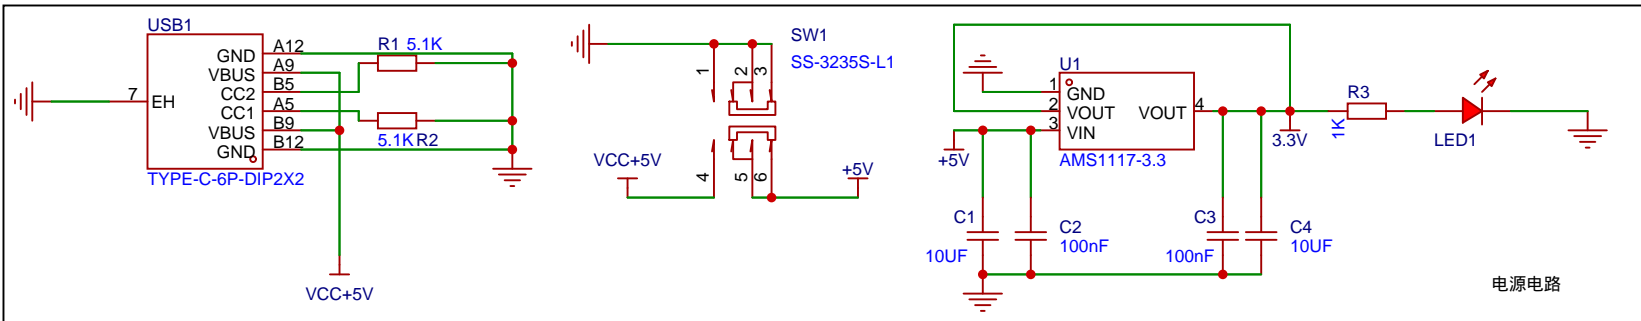 USB1
GND A12
VBUS A9
CC2 B5
CC1 A5
VBUS B9
GND B12
7 EH
TYPE-C-6P-DIP2X2
R1 5.1K
5.1K R2
VCC+5V
SW1
SS-3235S-L1
1
2
3
4
5
6
VCC+5V
+5V
U1
1 GND
2 VOUT
3 VIN
VOUT 4
AMS1117-3.3
+5V
C1
10UF
C2
100nF
C3
100nF
C4
10UF
3.3V
R3
1K
LED1
电源电路